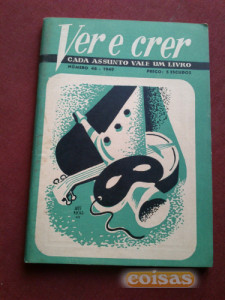 Ver e crer
CADA ASSUNTO VALE UM LIVRO
PREÇO: 5 ESCUDOS
coisas